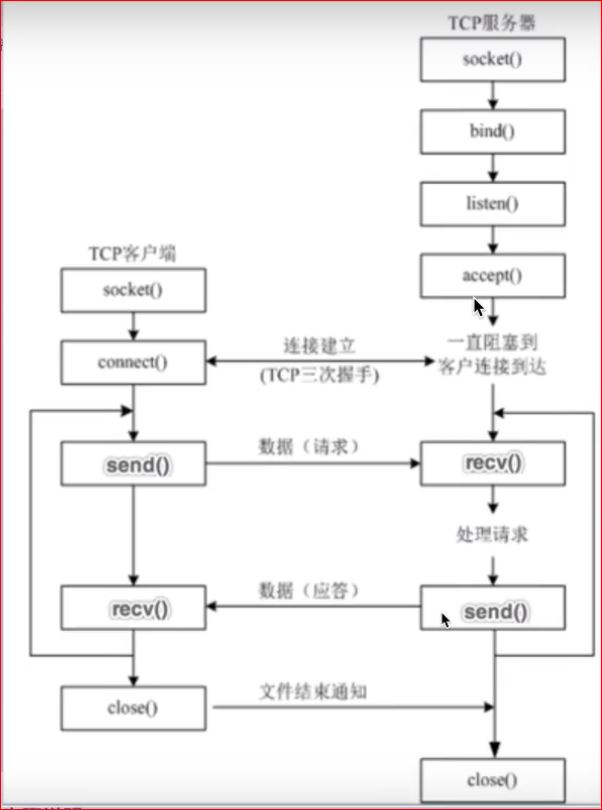 TCP服务器
socket()
bind()
listen()
TCP客户端
accept()
socket()
一直阻塞到
连接建立
connect()
客户连接到达
(TCP三次握手)
数据（请求）
send()
recv()
处理请求
数据（应答）
recv()
send()
文件结束通知
close()
close()